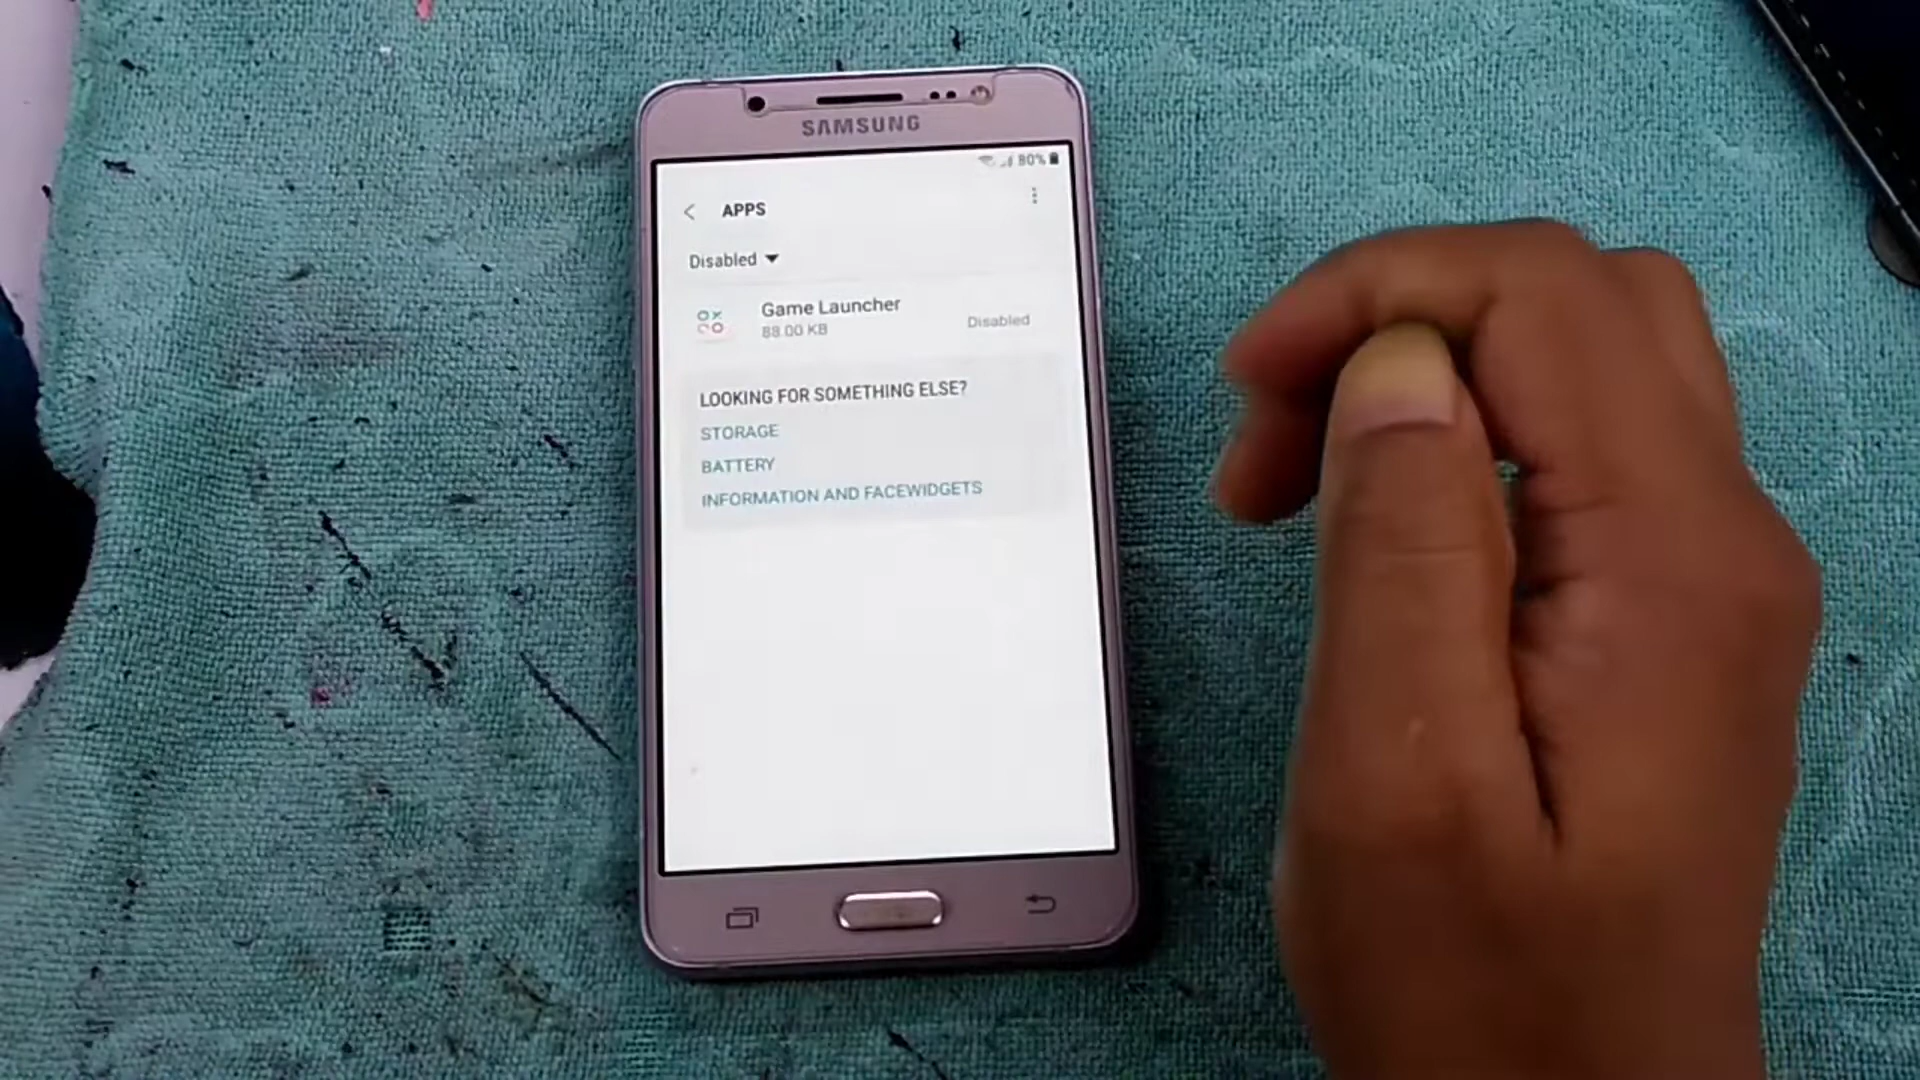 SAMSUNG
80%
APPS
Disabled
Game Launcher
88.00 KB
Disabled
LOOKING FOR SOMETHING ELSE?
STORAGE
BATTERY
INFORMATION AND FACEWIDGETS